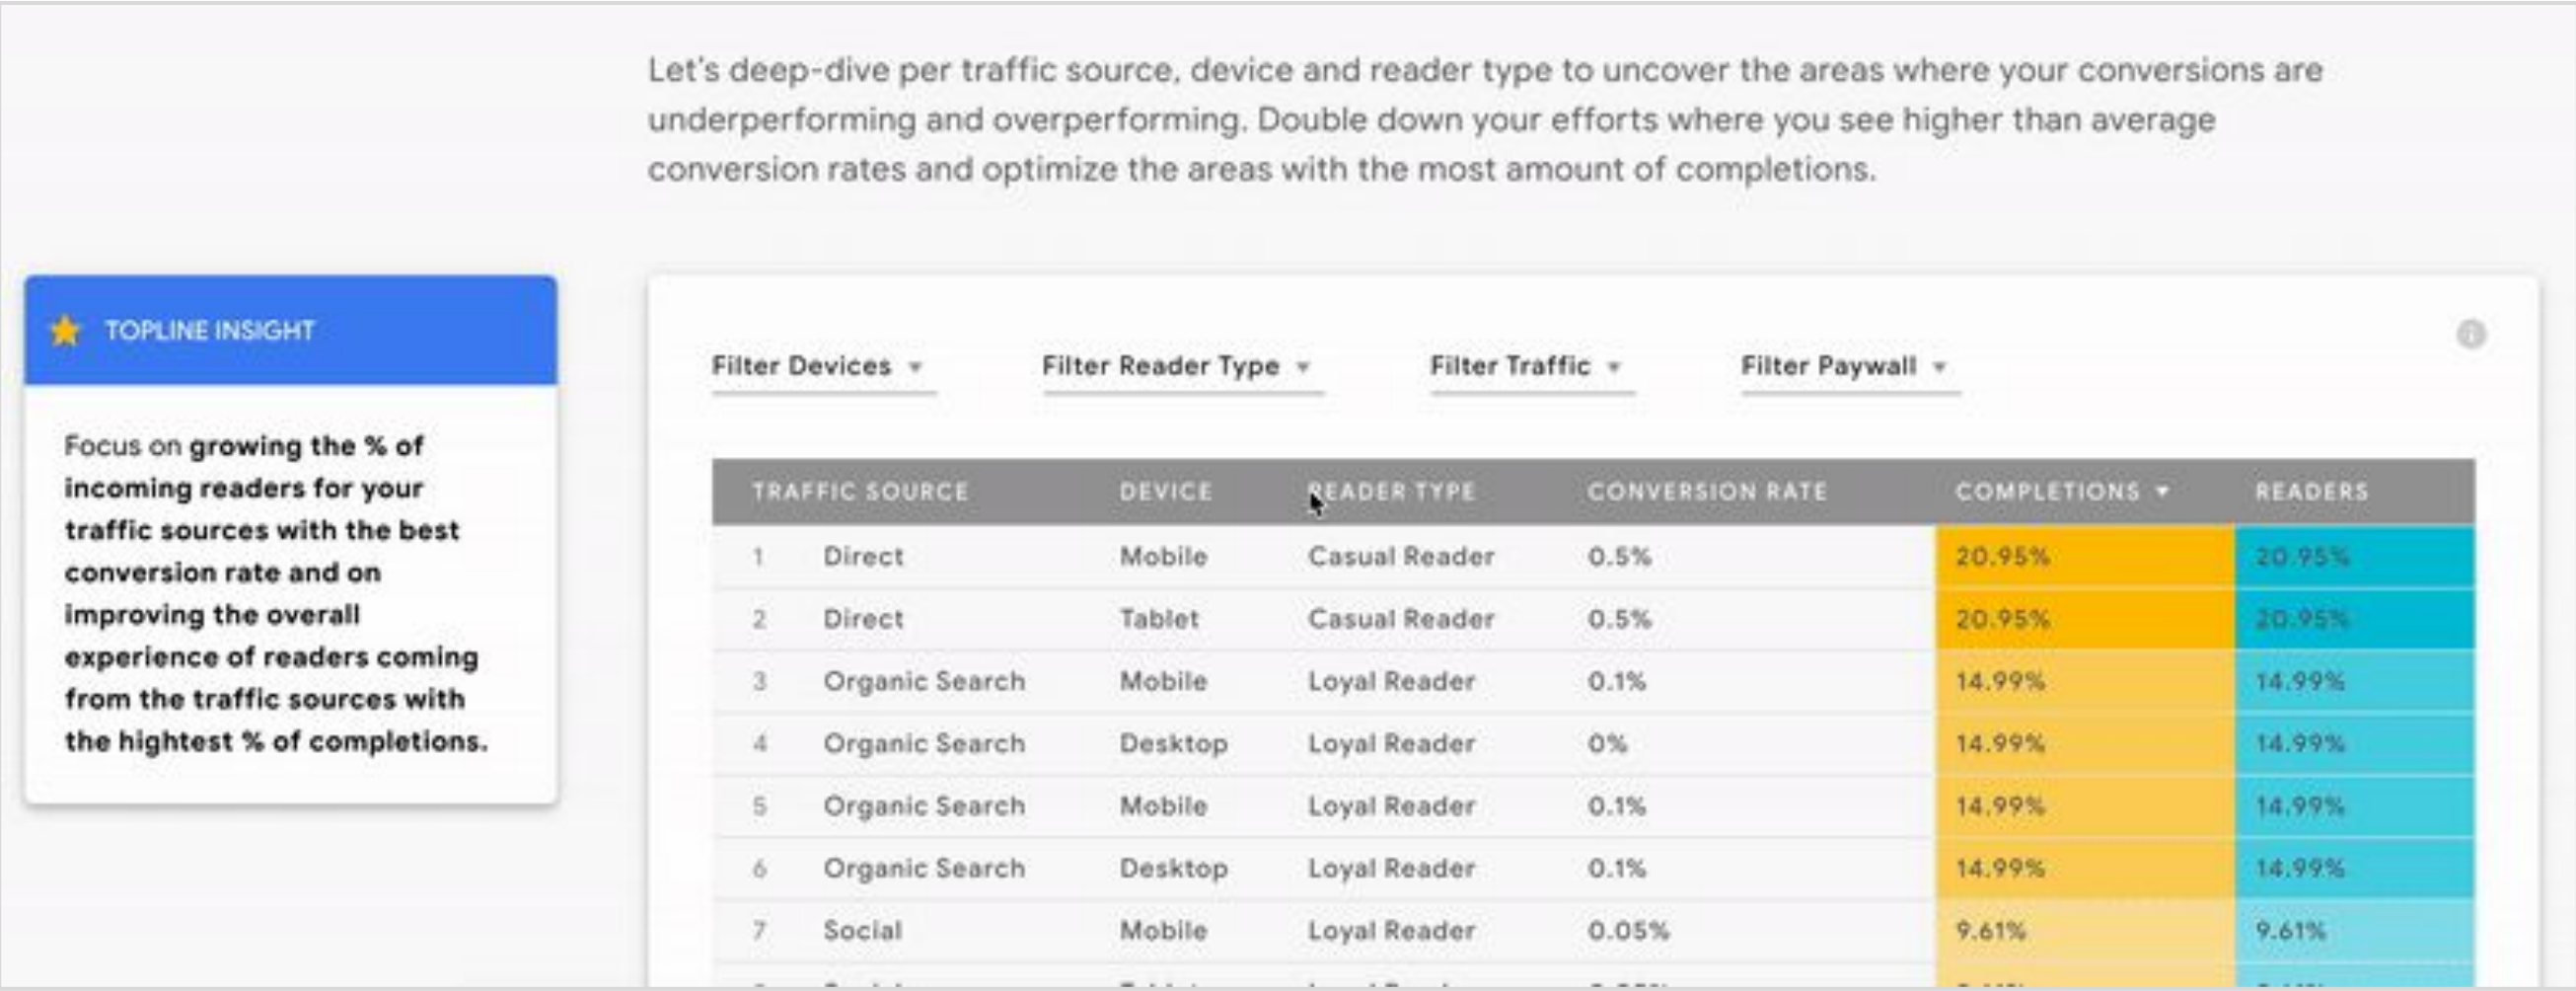 Let's deep-dive per traffic source, device and reader type to uncover the areas where your conversions are
underperforming and overperforming. Double down your efforts where you see higher than average
conversion rates and optimize the areas with the most amount of completions.
TOPLINE INSIGHT
Focus on growing the % of
incoming readers for your
traffic sources with the best
conversion rate and on
improving the overall
experience of readers coming
from the traffic sources with
the hightest % of completions.
Filter Devices Filter Reader Type Filter Traffic Filter Paywall
TRAFFIC SOURCE DEVICE READER TYPE CONVERSION RATE COMPLETIONS READERS
1 Direct Mobile Casual Reader 0.5% 20.95% 20.95%
2 Direct Tablet Casual Reader 0.5% 20.95% 20.95%
3 Organic Search Mobile Loyal Reader 0.1% 14.99% 14.99%
4 Organic Search Desktop Loyal Reader 0% 14.99% 14.99%
5 Organic Search Mobile Loyal Reader 0.1% 14.99% 14.99%
6 Organic Search Desktop Loyal Reader 0.1% 14.99% 14.99%
7 Social Mobile Loyal Reader 0.05% 9.61% 9.61%